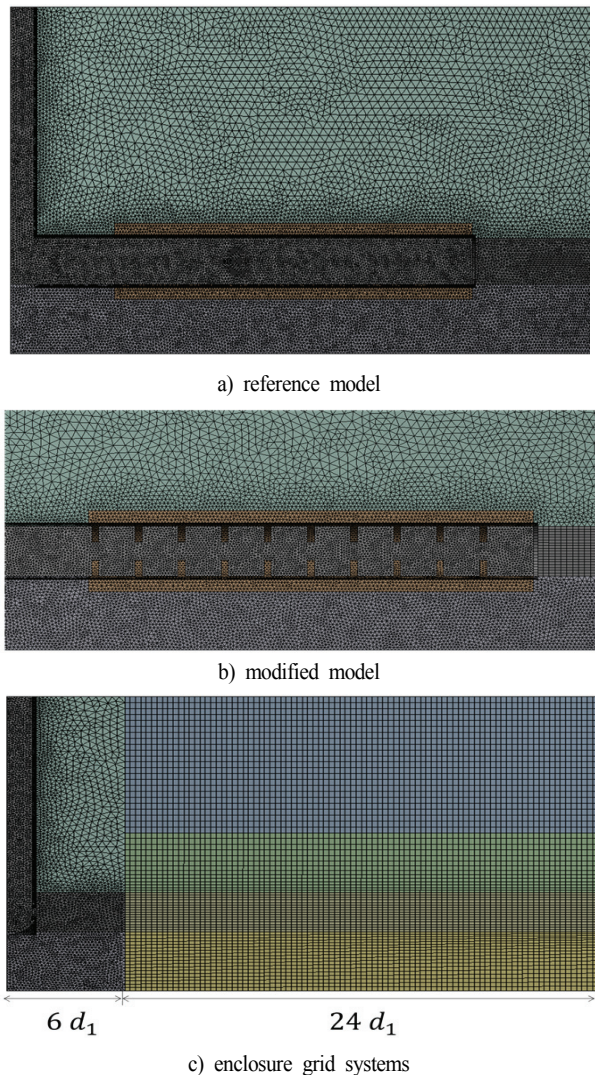 a) reference model
b) modified model
6 d₁
24 d₁
c) enclosure grid systems